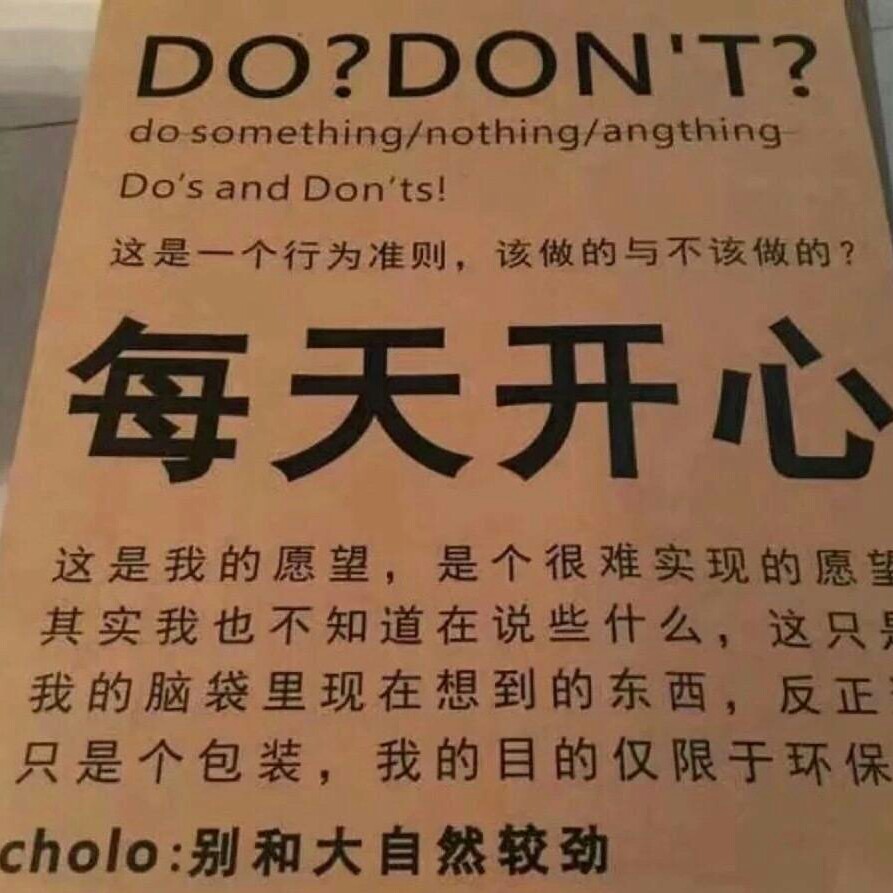 DO?DON'T?
do something/nothing/angthing
Do's and Don'ts!
这是一个行为准则，该做的与不该做的？
每天开心
这是我的愿望，是个很难实现的愿望
其实我也不知道在说些什么，这只是
我的脑袋里现在想到的东西，反正
只是个包装，我的目的仅限于环保
cholo:别和大自然较劲